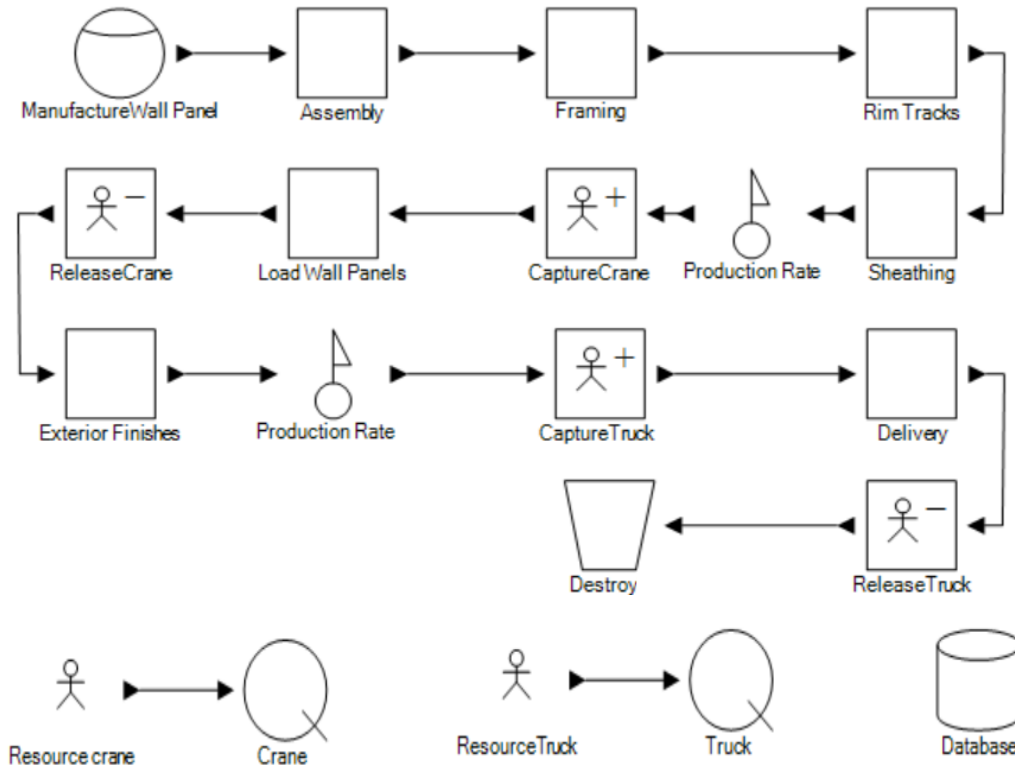 ManufactureWall Panel
Assembly
Framing
Rim Tracks
ReleaseCrane
Load Wall Panels
CaptureCrane
Production Rate
Sheathing
Exterior Finishes
Production Rate
CaptureTruck
Delivery
Destroy
ReleaseTruck
Resource crane
Crane
ResourceTruck
Truck
Database